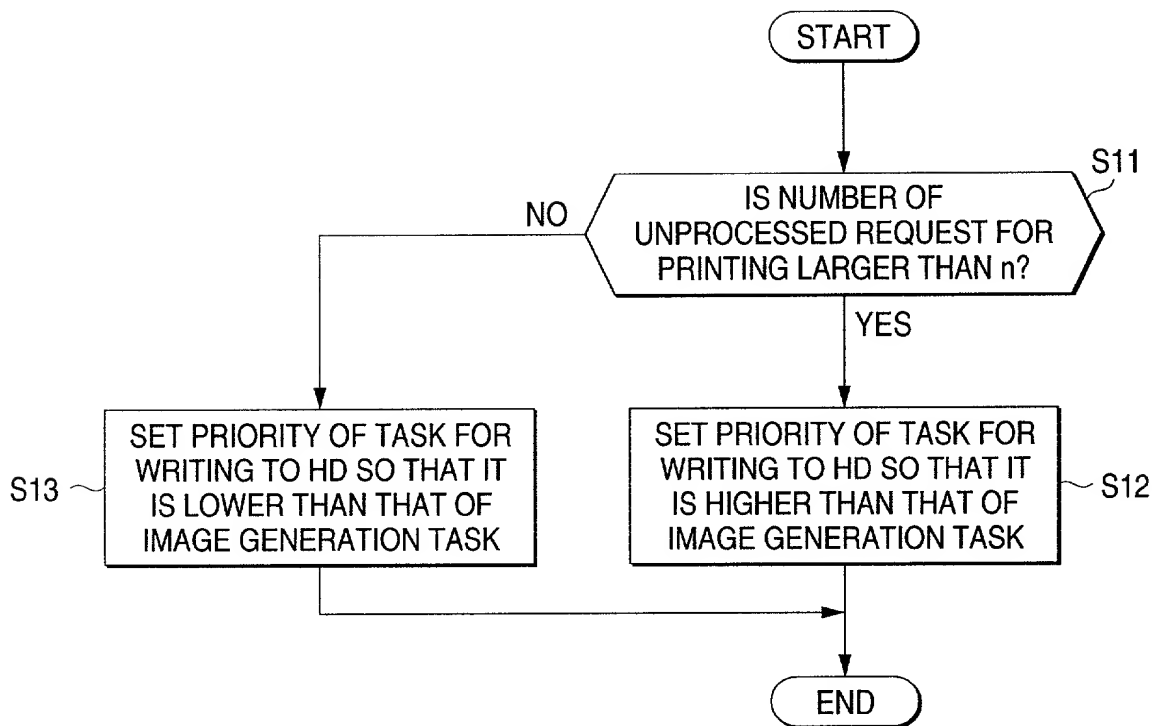 START
S11
IS NUMBER OF
UNPROCESSED REQUEST FOR
PRINTING LARGER THAN n?
NO
YES
SET PRIORITY OF TASK FOR
WRITING TO HD SO THAT IT
IS LOWER THAN THAT OF
IMAGE GENERATION TASK
S13
SET PRIORITY OF TASK FOR
WRITING TO HD SO THAT IT
IS HIGHER THAN THAT OF
IMAGE GENERATION TASK
S12
END